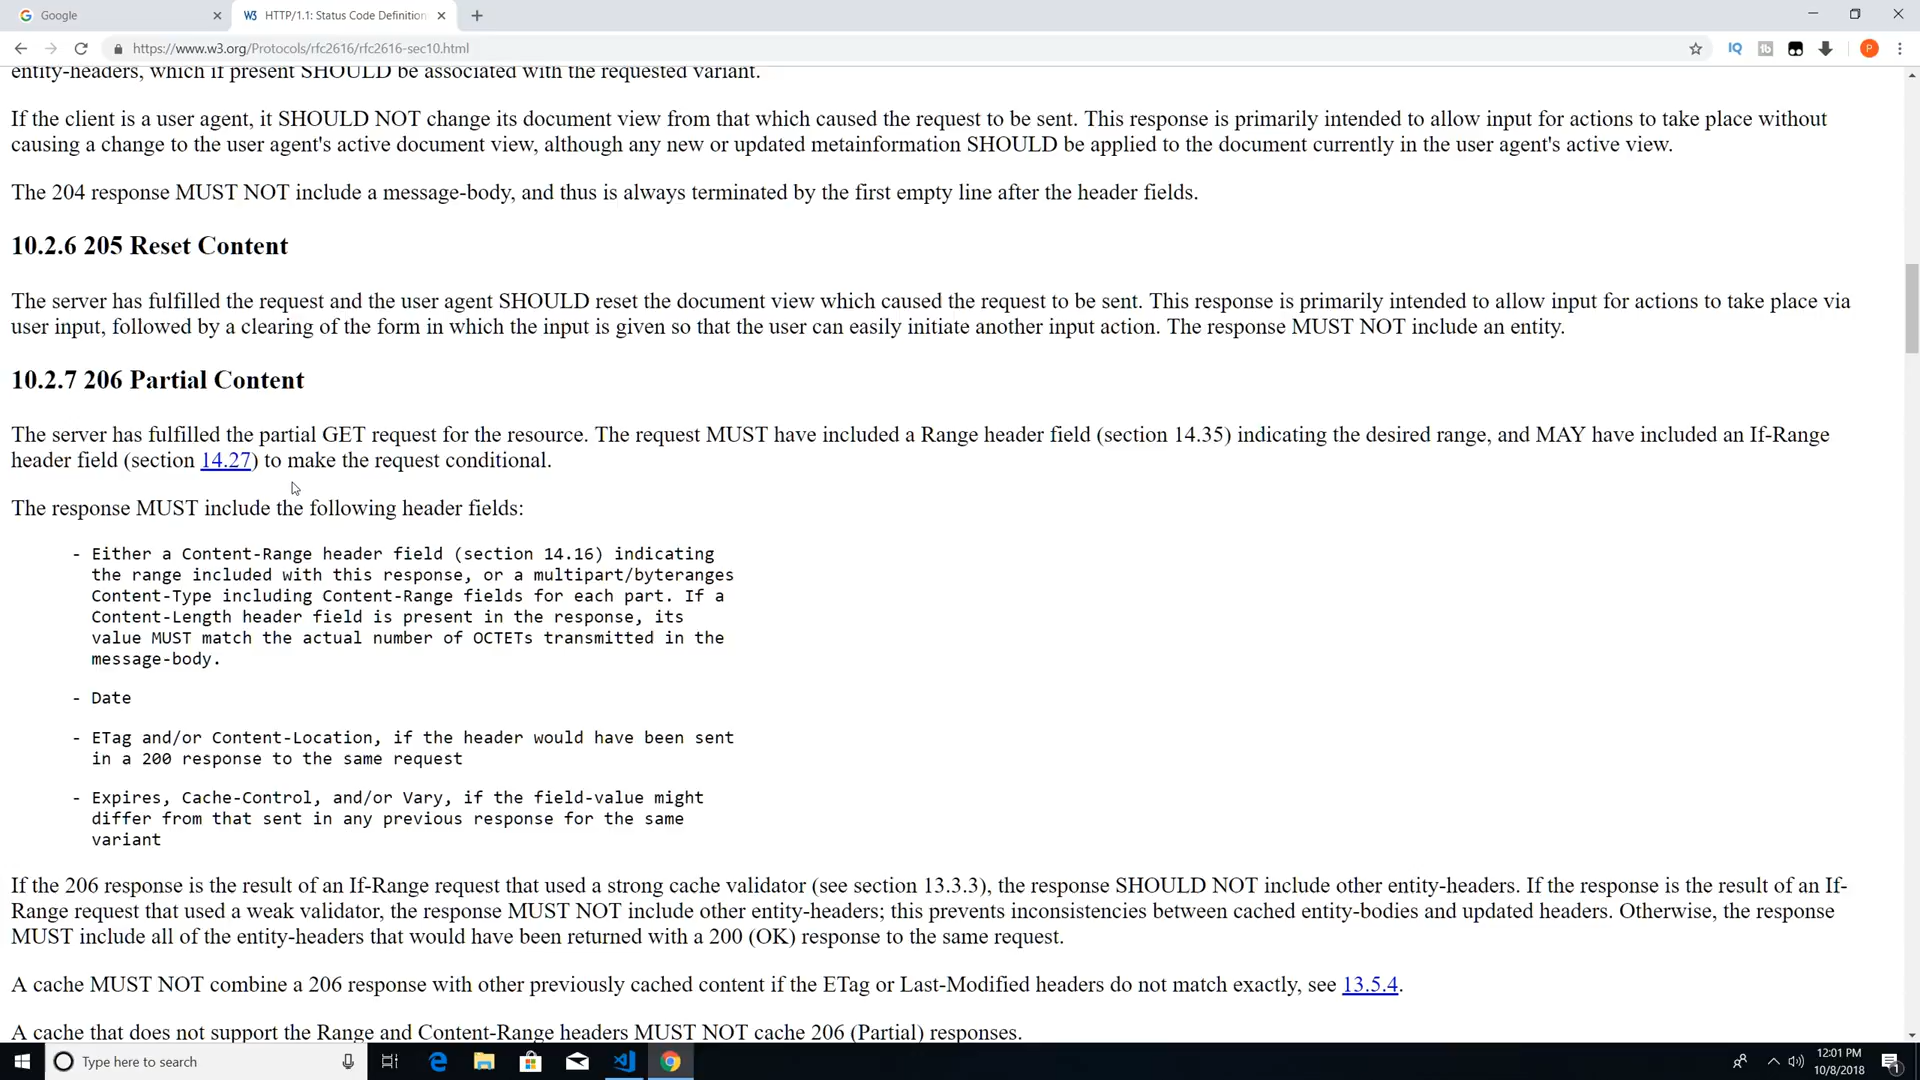 Google
W3 HTTP/1.1: Status Code Definition
https://www.w3.org/Protocols/rfc2616/rfc2616-sec10.html
IQ
P
entity-headers, which if present SHOULD be associated with the requested variant.
If the client is a user agent, it SHOULD NOT change its document view from that which caused the request to be sent. This response is primarily intended to allow input for actions to take place without
causing a change to the user agent's active document view, although any new or updated metainformation SHOULD be applied to the document currently in the user agent's active view.
The 204 response MUST NOT include a message-body, and thus is always terminated by the first empty line after the header fields.
10.2.6 205 Reset Content
The server has fulfilled the request and the user agent SHOULD reset the document view which caused the request to be sent. This response is primarily intended to allow input for actions to take place via
user input, followed by a clearing of the form in which the input is given so that the user can easily initiate another input action. The response MUST NOT include an entity.
10.2.7 206 Partial Content
The server has fulfilled the partial GET request for the resource. The request MUST have included a Range header field (section 14.35) indicating the desired range, and MAY have included an If-Range
header field (section 14.27) to make the request conditional.
The response MUST include the following header fields:
- Either a Content-Range header field (section 14.16) indicating
the range included with this response, or a multipart/byteranges
Content-Type including Content-Range fields for each part. If a
Content-Length header field is present in the response, its
value MUST match the actual number of OCTETs transmitted in the
message-body.
- Date
- ETag and/or Content-Location, if the header would have been sent
in a 200 response to the same request
- Expires, Cache-Control, and/or Vary, if the field-value might
differ from that sent in any previous response for the same
variant
If the 206 response is the result of an If-Range request that used a strong cache validator (see section 13.3.3), the response SHOULD NOT include other entity-headers. If the response is the result of an If-
Range request that used a weak validator, the response MUST NOT include other entity-headers; this prevents inconsistencies between cached entity-bodies and updated headers. Otherwise, the response
MUST include all of the entity-headers that would have been returned with a 200 (OK) response to the same request.
A cache MUST NOT combine a 206 response with other previously cached content if the ETag or Last-Modified headers do not match exactly, see 13.5.4.
A cache that does not support the Range and Content-Range headers MUST NOT cache 206 (Partial) responses.
Type here to search
12:01 PM
10/8/2018
1